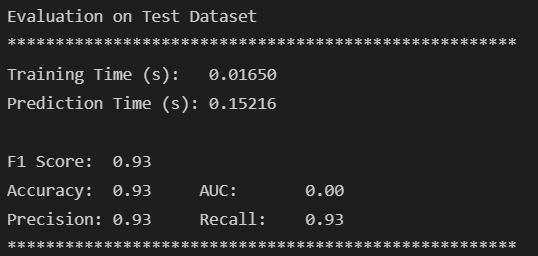 Evaluation on Test Dataset
*****************************************************
Training Time (s):   0.01650
Prediction Time (s): 0.15216
F1 Score:  0.93
Accuracy:  0.93     AUC:       0.00
Precision: 0.93     Recall:    0.93
*****************************************************